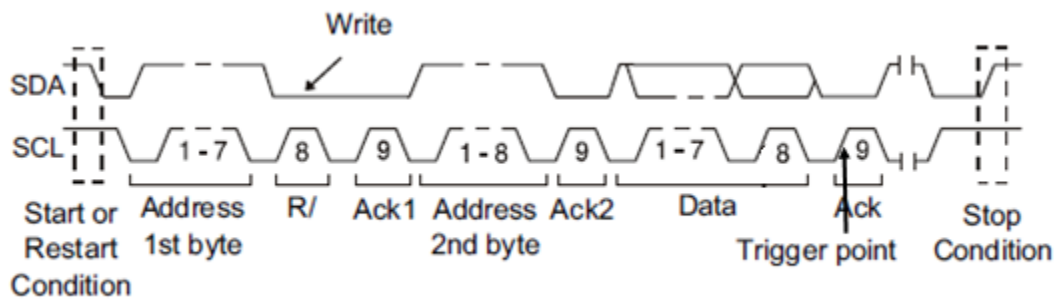 Write
SDA
SCL
1 - 7
8
9
1 - 8
9
1 - 7
8
9
Start or
Restart
Condition
Address
1st byte
R/
Ack1
Address
2nd byte
Ack2
Data
Ack
Trigger point
Stop
Condition